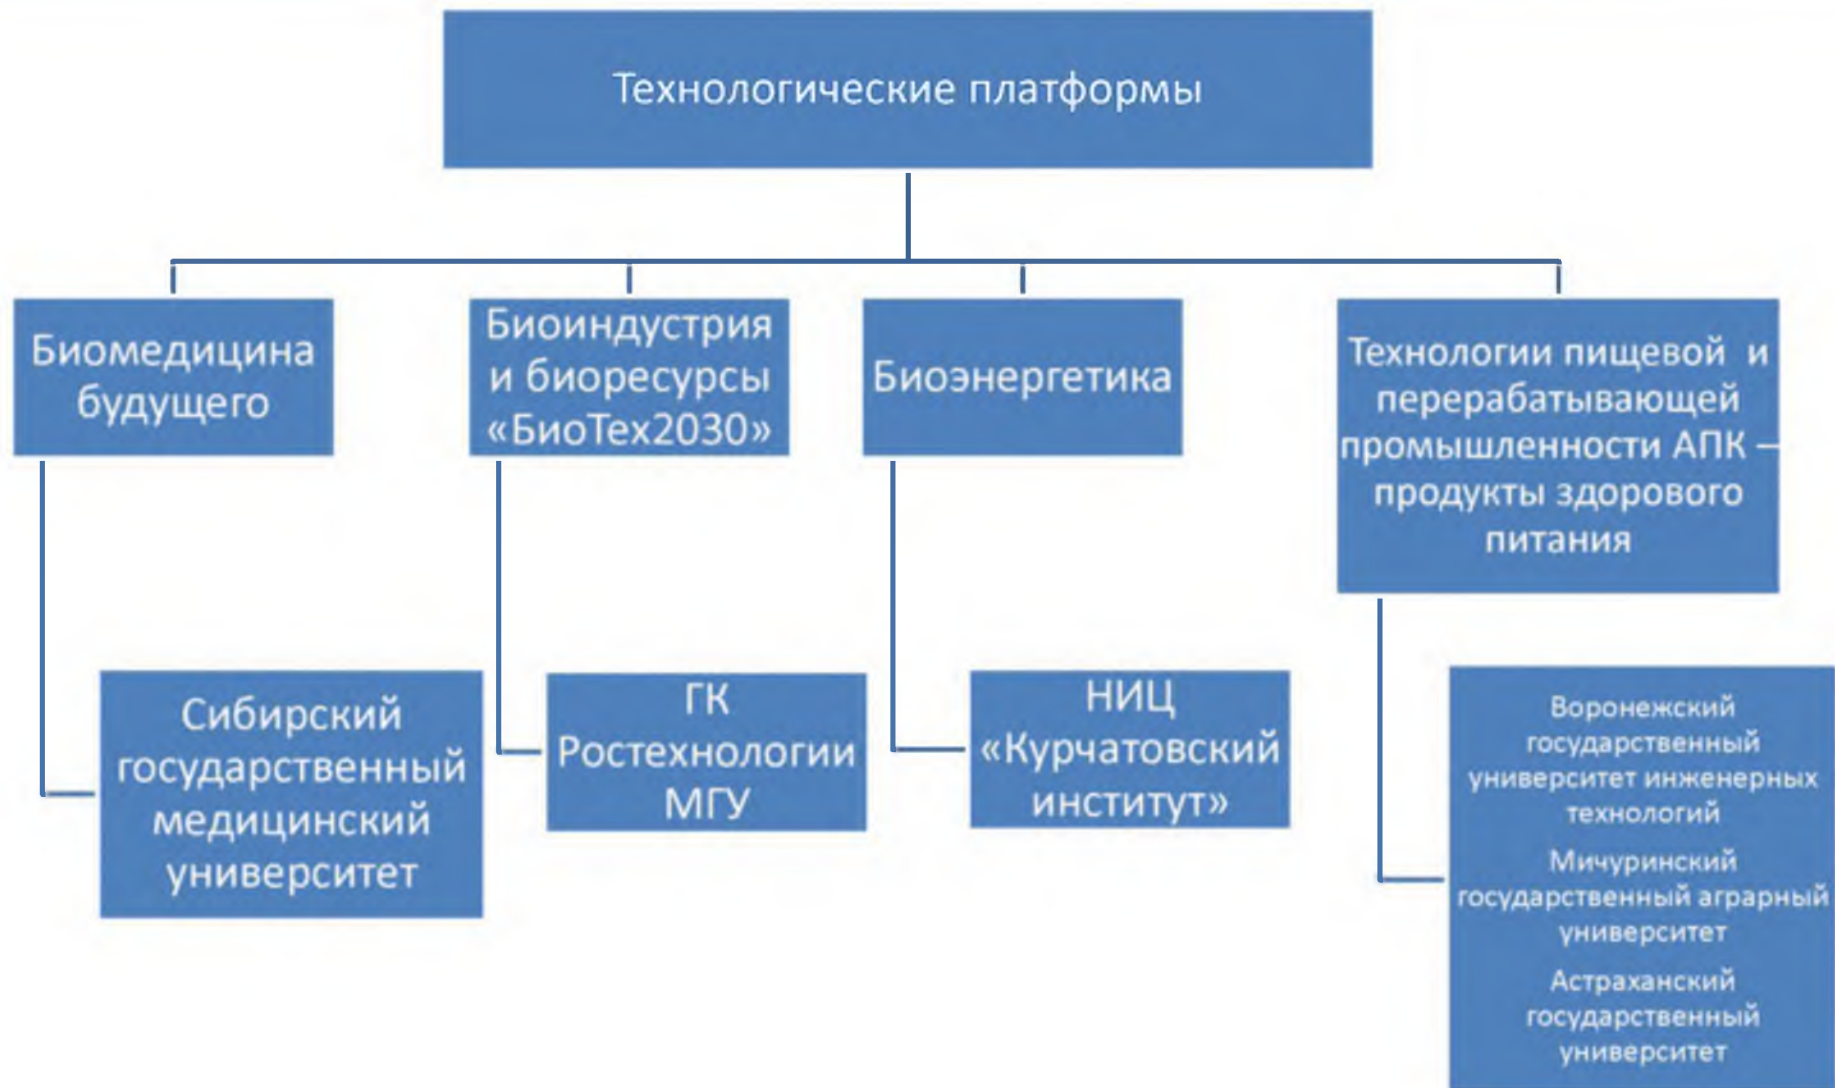 Технологические платформы
Биомедицина
будущего
Биоиндустрия
и биоресурсы
«БиоТех2030»
Биоэнергетика
Технологии пищевой и
перерабатывающей
промышленности АПК –
продукты здорового
питания
Сибирский
государственный
медицинский
университет
ГК
Ростехнологии
МГУ
НИЦ
«Курчатовский
институт»
Воронежский
государственный
университет инженерных
технологий
Мичуринский
государственный аграрный
университет
Астраханский
государственный
университет